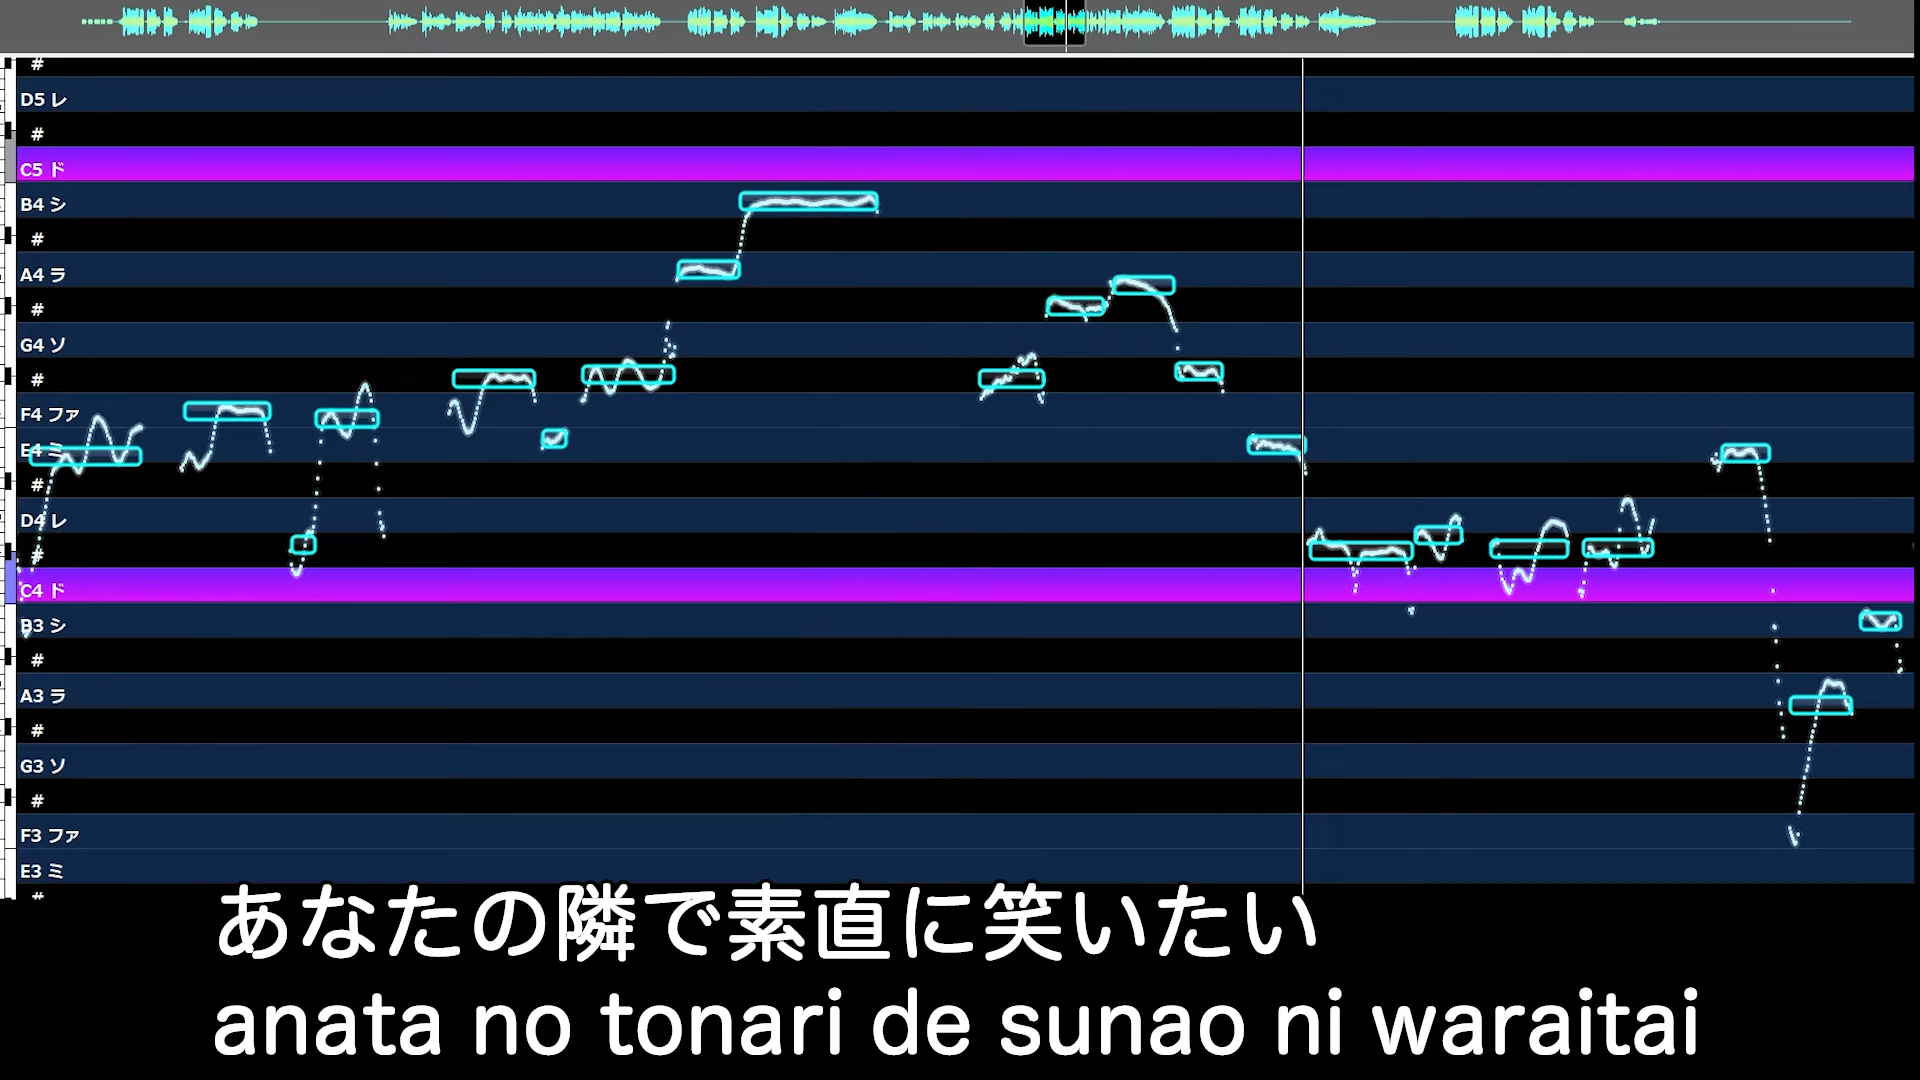 #
D5 レ
#
C5 ド
B4 シ
#
A4 ラ
#
G4 ソ
#
F4 ファ
E4 ミ
#
D4 レ
#
C4 ド
B3 シ
#
A3 ラ
#
G3 ソ
#
F3 ファ
E3 ミ
#
あなたの隣で素直に笑いたい
anata no tonari de sunao ni waraitai